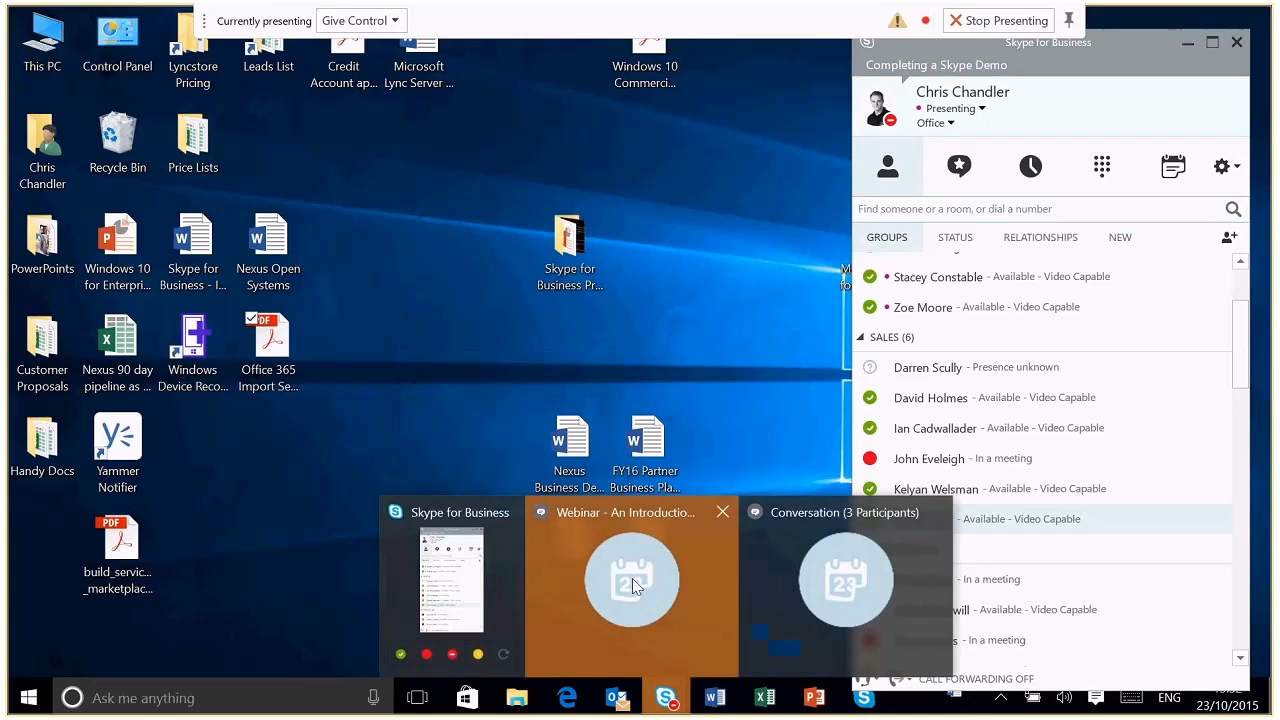 Currently presenting
Give Control
Stop Presenting
This PC
Control Panel
Lyncstore
Pricing
Leads List
Credit
Account ap...
Microsoft
Lync Server ...
Windows 10
Commerci...
Skype for Business
Completing a Skype Demo
Chris Chandler
Presenting
Office
Chris
Chandler
Recycle Bin
Price Lists
Find someone or a room, or dial a number
GROUPS
STATUS
RELATIONSHIPS
NEW
PowerPoints
Windows 10
for Enterpri...
Skype for
Business - I...
Nexus Open
Systems
Skype for
Business Pr...
Stacey Constable - Available - Video Capable
Zoe Moore - Available - Video Capable
SALES (6)
Darren Scully - Presence unknown
David Holmes - Available - Video Capable
Ian Cadwallader - Available - Video Capable
John Eveleigh - In a meeting
Kelyan Welsman - Available - Video Capable
- Available - Video Capable
In a meeting
will - Available - Video Capable
s - In a meeting
CALL FORWARDING OFF
Customer
Proposals
Nexus 90 day
pipeline as ...
Windows
Device Reco...
PDF
Office 365
Import Se...
Handy Docs
Yammer
Notifier
Nexus
Business De...
FY16 Partner
Business Pla...
PDF
build_servic...
_marketplac...
Skype for Business
Webinar - An Introductio...
Conversation (3 Participants)
23
Ask me anything
ENG
23/10/2015